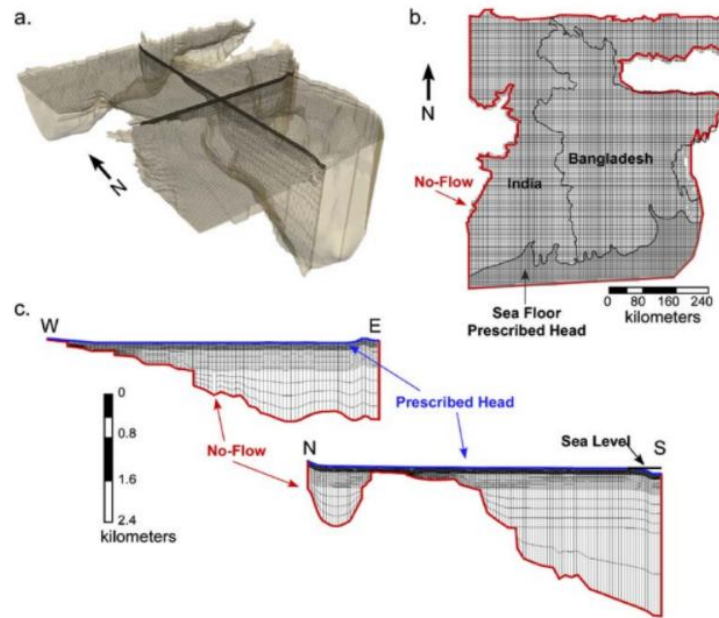 a.
N
b.
N
Bangladesh
India
No-Flow
Sea Floor
Prescribed Head
0 80 160 240
kilometers
c.
W
E
Prescribed Head
No-Flow
N
Sea Level
S
0
0.8
1.6
2.4
kilometers